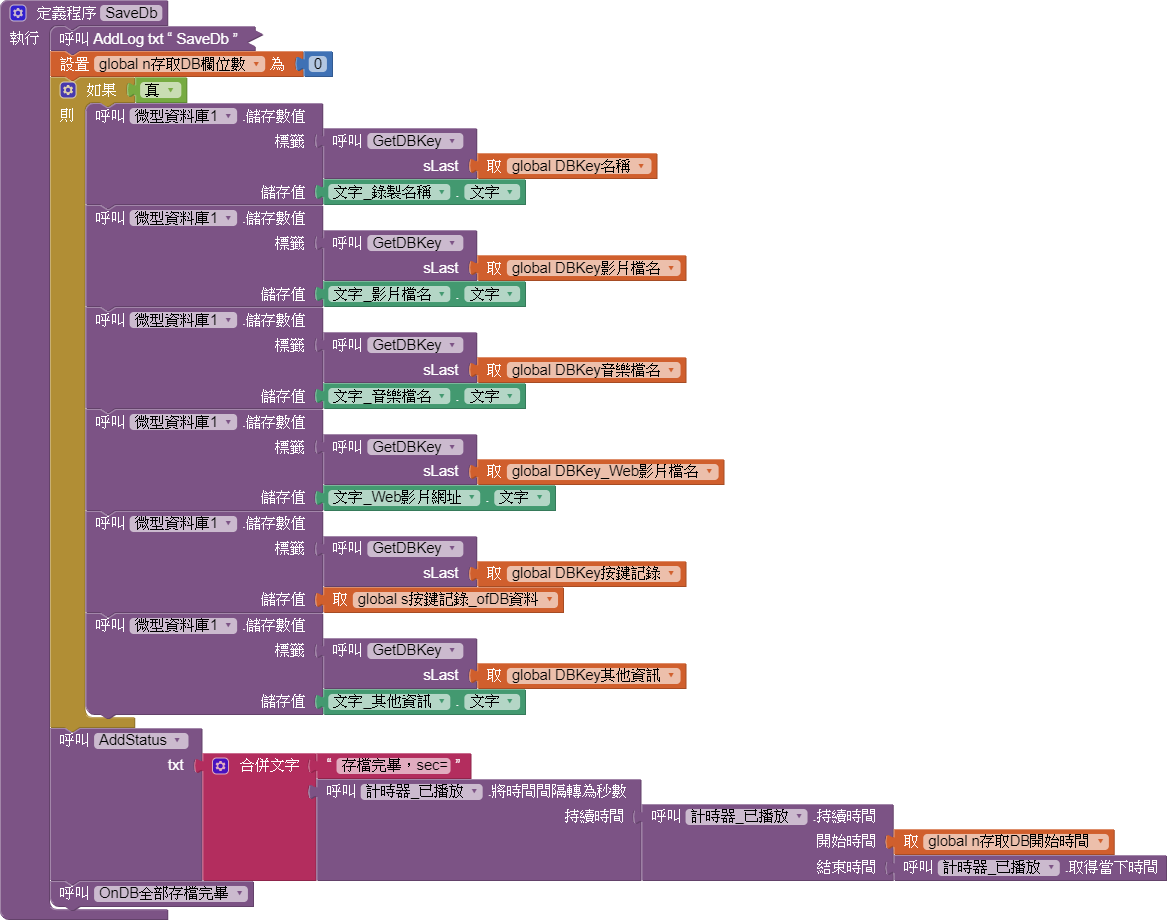 定義程序 SaveDb
執行 呼叫 AddLog txt “ SaveDb ”
設置 global n存取DB欄位數 為 0
如果 真
則 呼叫 微型資料庫1 .儲存數值
標籤 呼叫 GetDBKey
sLast 取 global DBKey名稱
儲存值 文字_錄製名稱 . 文字
呼叫 微型資料庫1 .儲存數值
標籤 呼叫 GetDBKey
sLast 取 global DBKey影片檔名
儲存值 文字_影片檔名 . 文字
呼叫 微型資料庫1 .儲存數值
標籤 呼叫 GetDBKey
sLast 取 global DBKey音樂檔名
儲存值 文字_音樂檔名 . 文字
呼叫 微型資料庫1 .儲存數值
標籤 呼叫 GetDBKey
sLast 取 global DBKey_Web影片檔名
儲存值 文字_Web影片網址 . 文字
呼叫 微型資料庫1 .儲存數值
標籤 呼叫 GetDBKey
sLast 取 global DBKey按鍵記錄
儲存值 取 global s按鍵記錄_ofDB資料
呼叫 微型資料庫1 .儲存數值
標籤 呼叫 GetDBKey
sLast 取 global DBKey其他資訊
儲存值 文字_其他資訊 . 文字
呼叫 AddStatus
txt 合併文字 “ 存檔完畢，sec= ”
呼叫 計時器_已播放 .將時間間隔轉為秒數
持續時間 呼叫 計時器_已播放 .持續時間
開始時間 取 global n存取DB開始時間
結束時間 呼叫 計時器_已播放 .取得當下時間
呼叫 OnDB全部存檔完畢